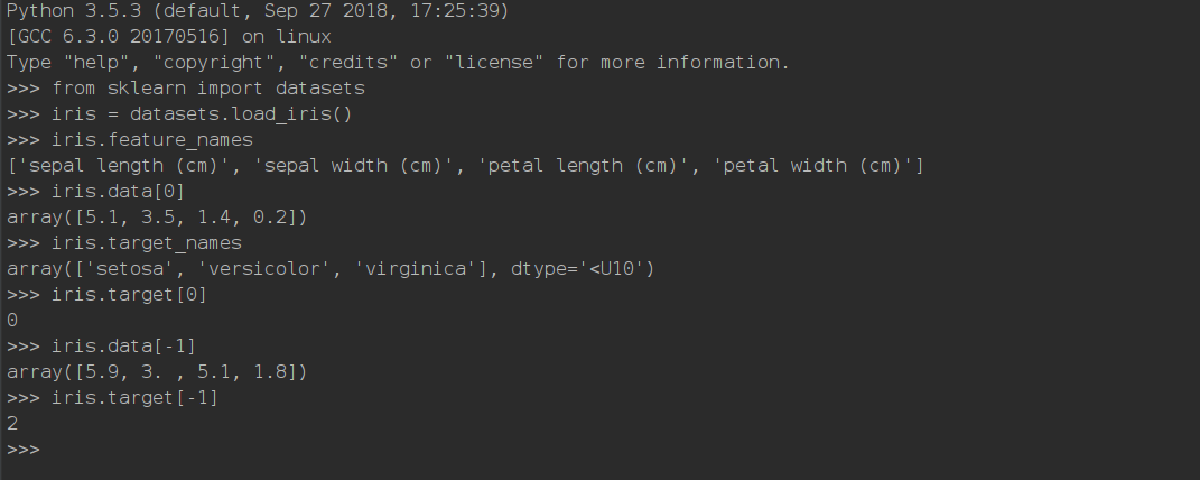 Python 3.5.3 (default, Sep 27 2018, 17:25:39)
[GCC 6.3.0 20170516] on linux
Type "help", "copyright", "credits" or "license" for more information.
>>> from sklearn import datasets
>>> iris = datasets.load_iris()
>>> iris.feature_names
['sepal length (cm)', 'sepal width (cm)', 'petal length (cm)', 'petal width (cm)']
>>> iris.data[0]
array([5.1, 3.5, 1.4, 0.2])
>>> iris.target_names
array(['setosa', 'versicolor', 'virginica'], dtype='<U10')
>>> iris.target[0]
0
>>> iris.data[-1]
array([5.9, 3. , 5.1, 1.8])
>>> iris.target[-1]
2
>>>